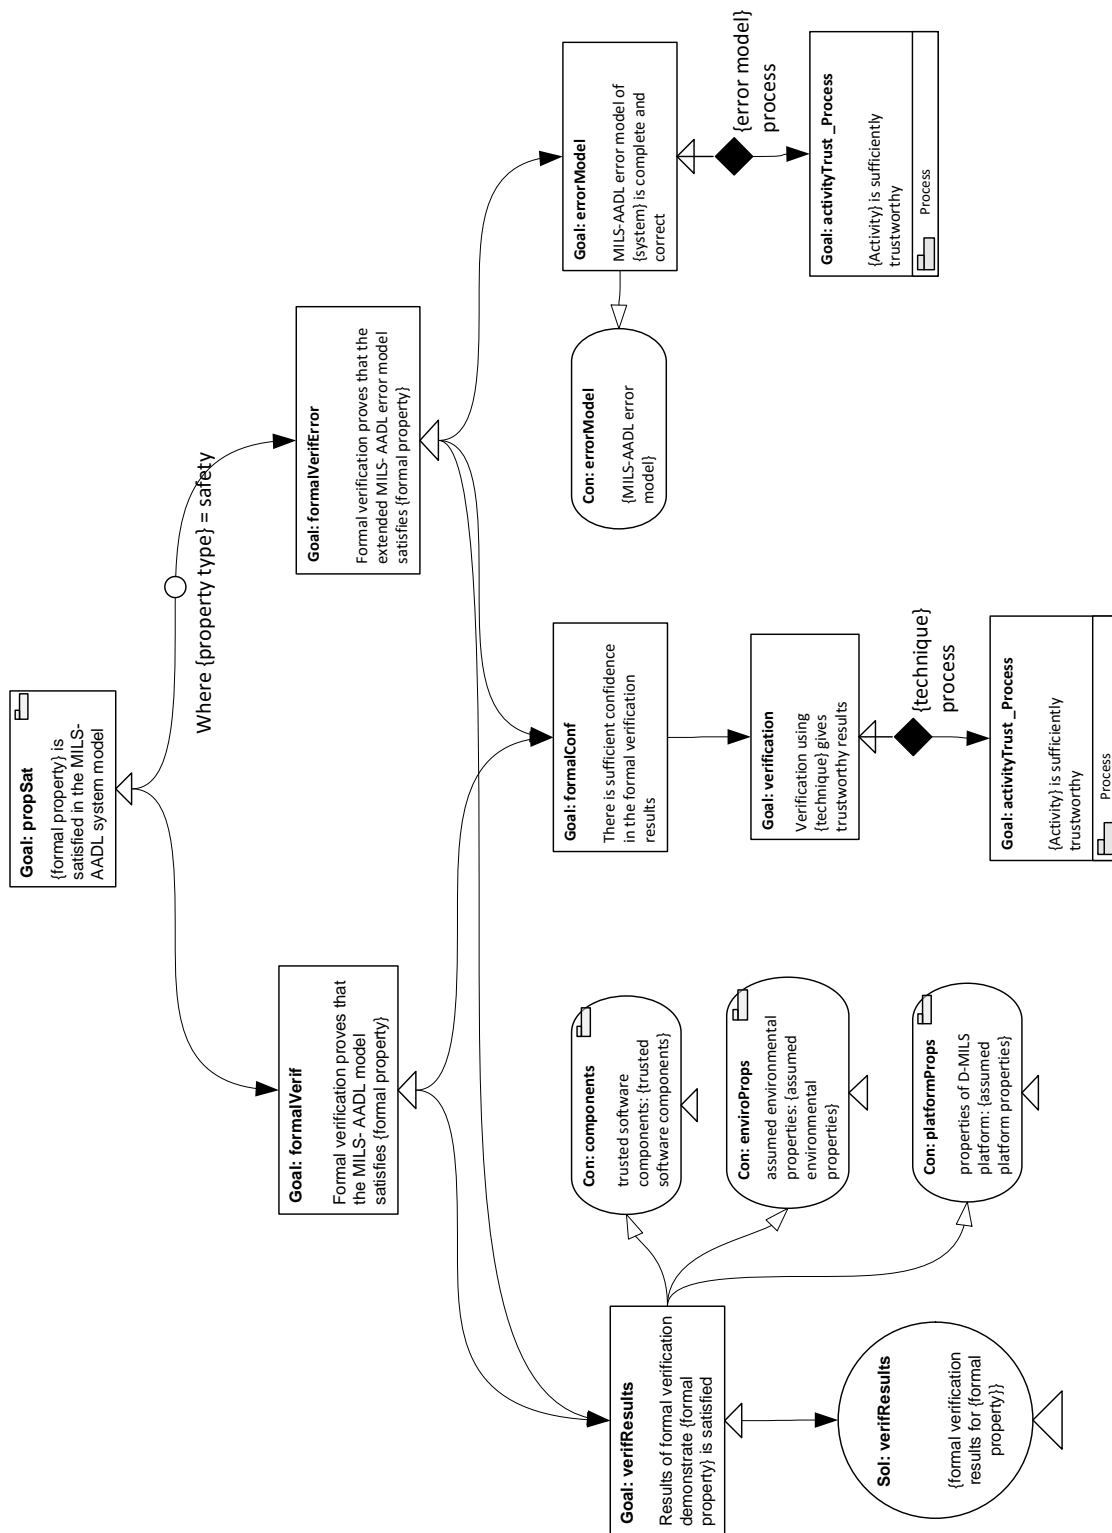 Goal: propSat
{formal property} is
satisfied in the MILS-
AADL system model
Where {property type} = safety
Goal: formalVerif
Formal verification proves that
the MILS- AADL model
satisfies {formal property}
Goal: formalVerifError
Formal verification proves that the
extended MILS- AADL error model
satisfies {formal property}
Goal: verifResults
Results of formal verification
demonstrate {formal
property} is satisfied
Con: components
trusted software
components: {trusted
software components}
Con: enviroProps
assumed environmental
properties: {assumed
environmental
properties}
Con: platformProps
properties of D-MILS
platform: {assumed
platform properties}
Sol: verifResults
{formal verification
results for {formal
property}}
Goal: formalConf
There is sufficient confidence
in the formal verification
results
Goal: verification
Verification using
{technique} gives
trustworthy results
{technique}
process
Goal: activityTrust _Process
{Activity} is sufficiently
trustworthy
Process
Goal: errorModel
MILS-AADL error model of
{system} is complete and
correct
Con: errorModel
{MILS-AADL error
model}
{error model}
process
Goal: activityTrust _Process
{Activity} is sufficiently
trustworthy
Process